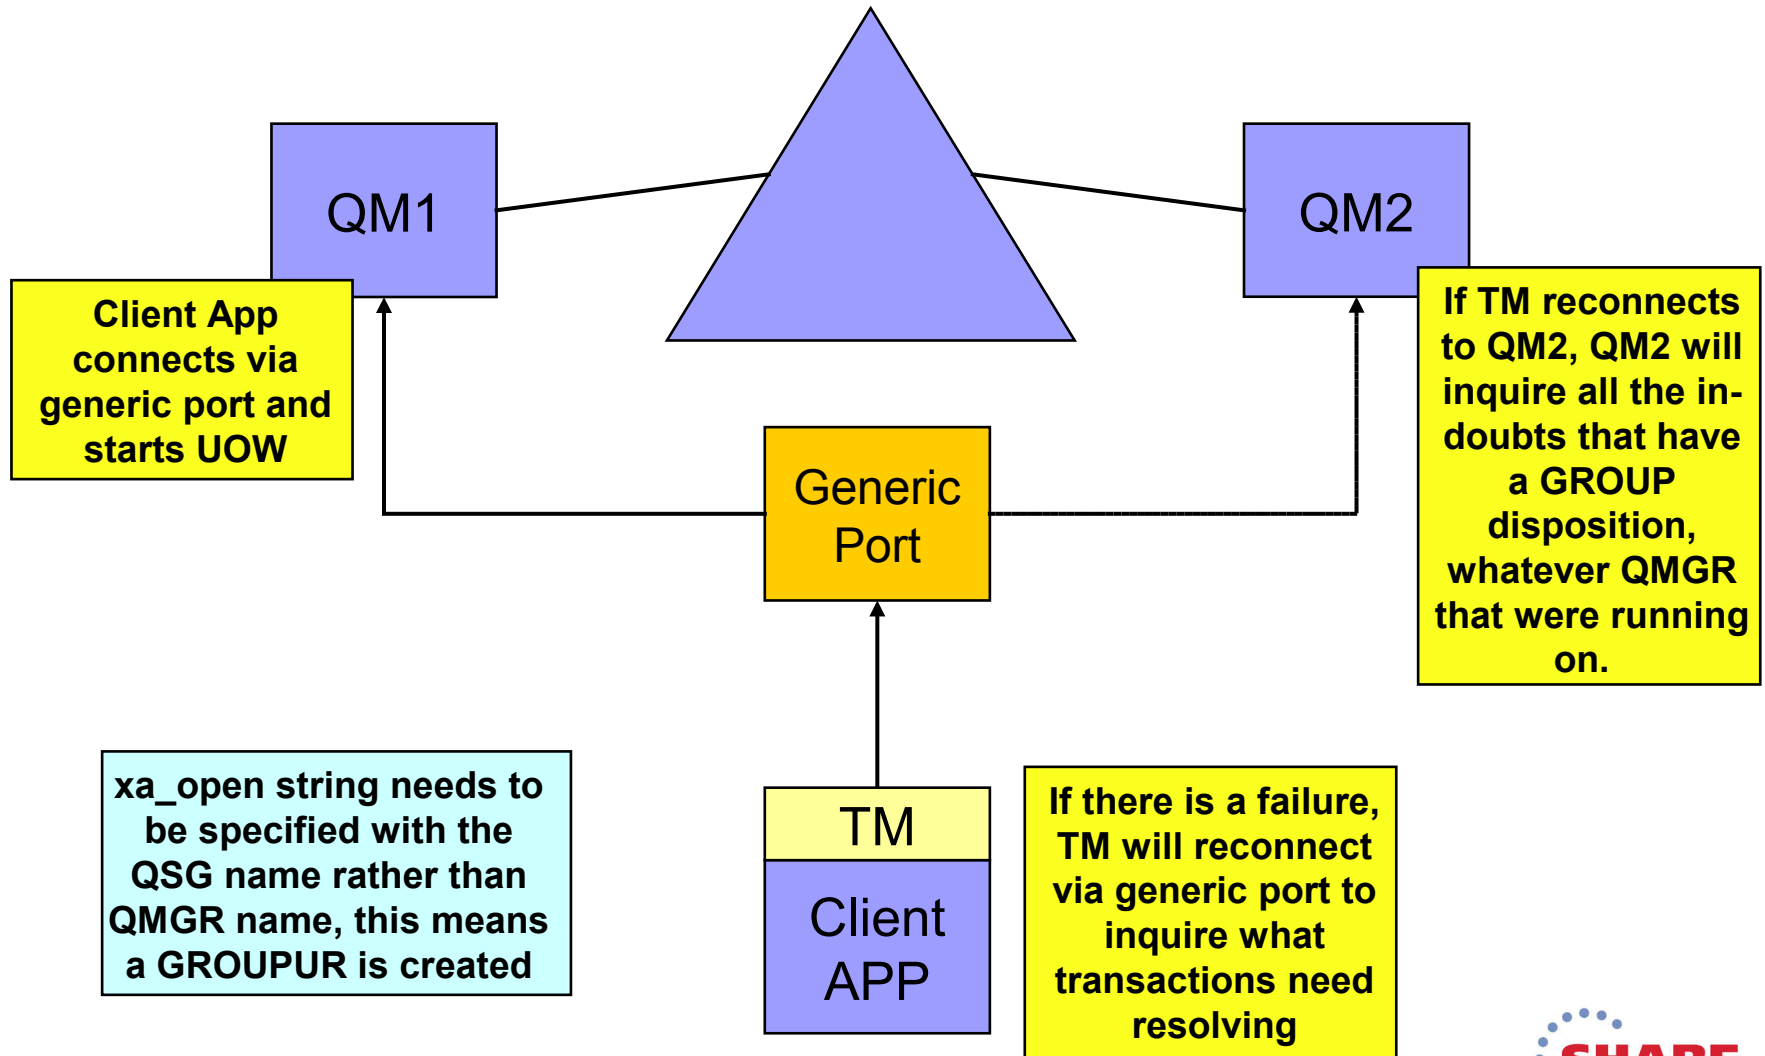 QM1
QM2
Client App
connects via
generic port and
starts UOW
If TM reconnects
to QM2, QM2 will
inquire all the in-
doubts that have
a GROUP
disposition,
whatever QMGR
that were running
on.
Generic
Port
xa_open string needs to
be specified with the
QSG name rather than
QMGR name, this means
a GROUPUR is created
TM
Client
APP
If there is a failure,
TM will reconnect
via generic port to
inquire what
transactions need
resolving
SHARE